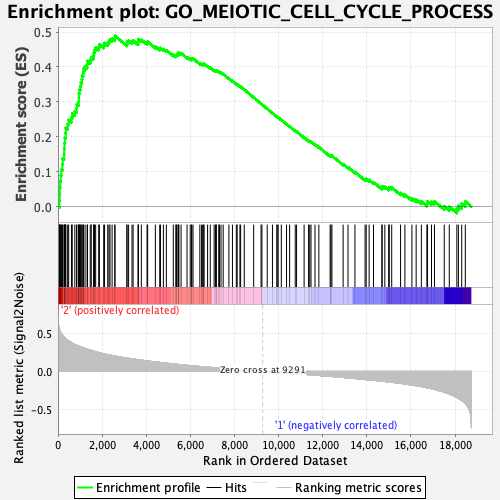 Enrichment plot: GO_MEIOTIC_CELL_CYCLE_PROCESS
Enrichment score (ES)
0.5
0.4
0.3
0.2
0.1
0.0
'2' (positively correlated)
Ranked list metric (Signal2Noise)
0.5
0.0
-0.5
Zero cross at 9291
'1' (negatively correlated)
0
2,000
4,000
6,000
8,000
10,000
12,000
14,000
16,000
18,000
Rank in Ordered Dataset
Enrichment profile
Hits
Ranking metric scores